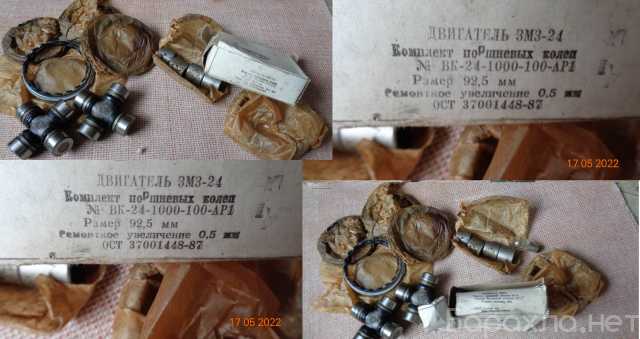 ДВИГАТЕЛЬ ЗМЗ-24
Комплект поршневых колец
№ ВК-24-1000-100-АР1
Размер 92,5 мм
Ремонтное увеличение 0,5 мм
ОСТ 37001448-87
17 05 2022
ДВИГАТЕЛЬ ЗМЗ-24
Комплект поршневых колец
№ ВК-24-1000-100-АР1
Размер 92,5 мм
Ремонтное увеличение 0,5 мм
ОСТ 37001448-87
17 05 2022
дорахла.нет